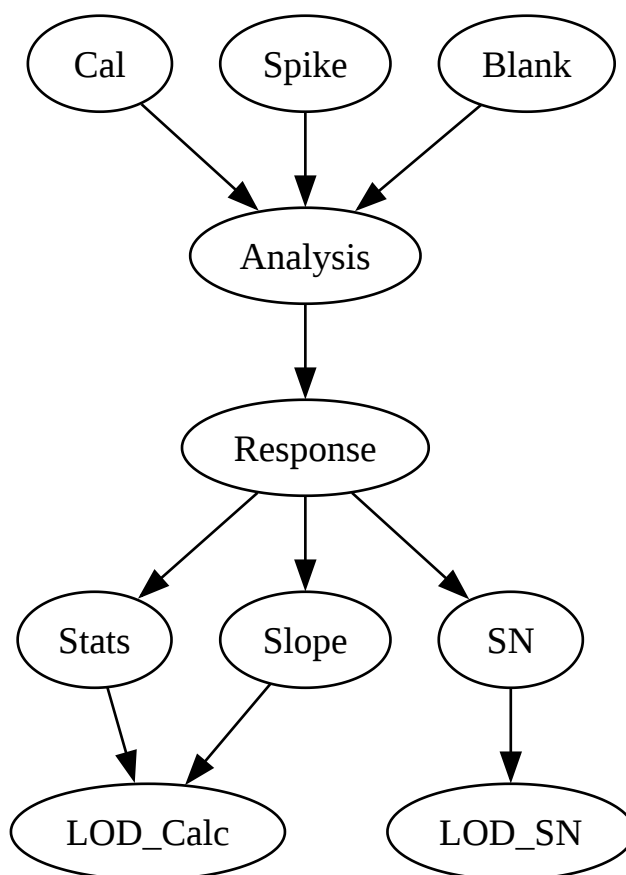 Cal Spike Blank
Analysis
Response
Stats Slope SN
LOD_Calc LOD_SN